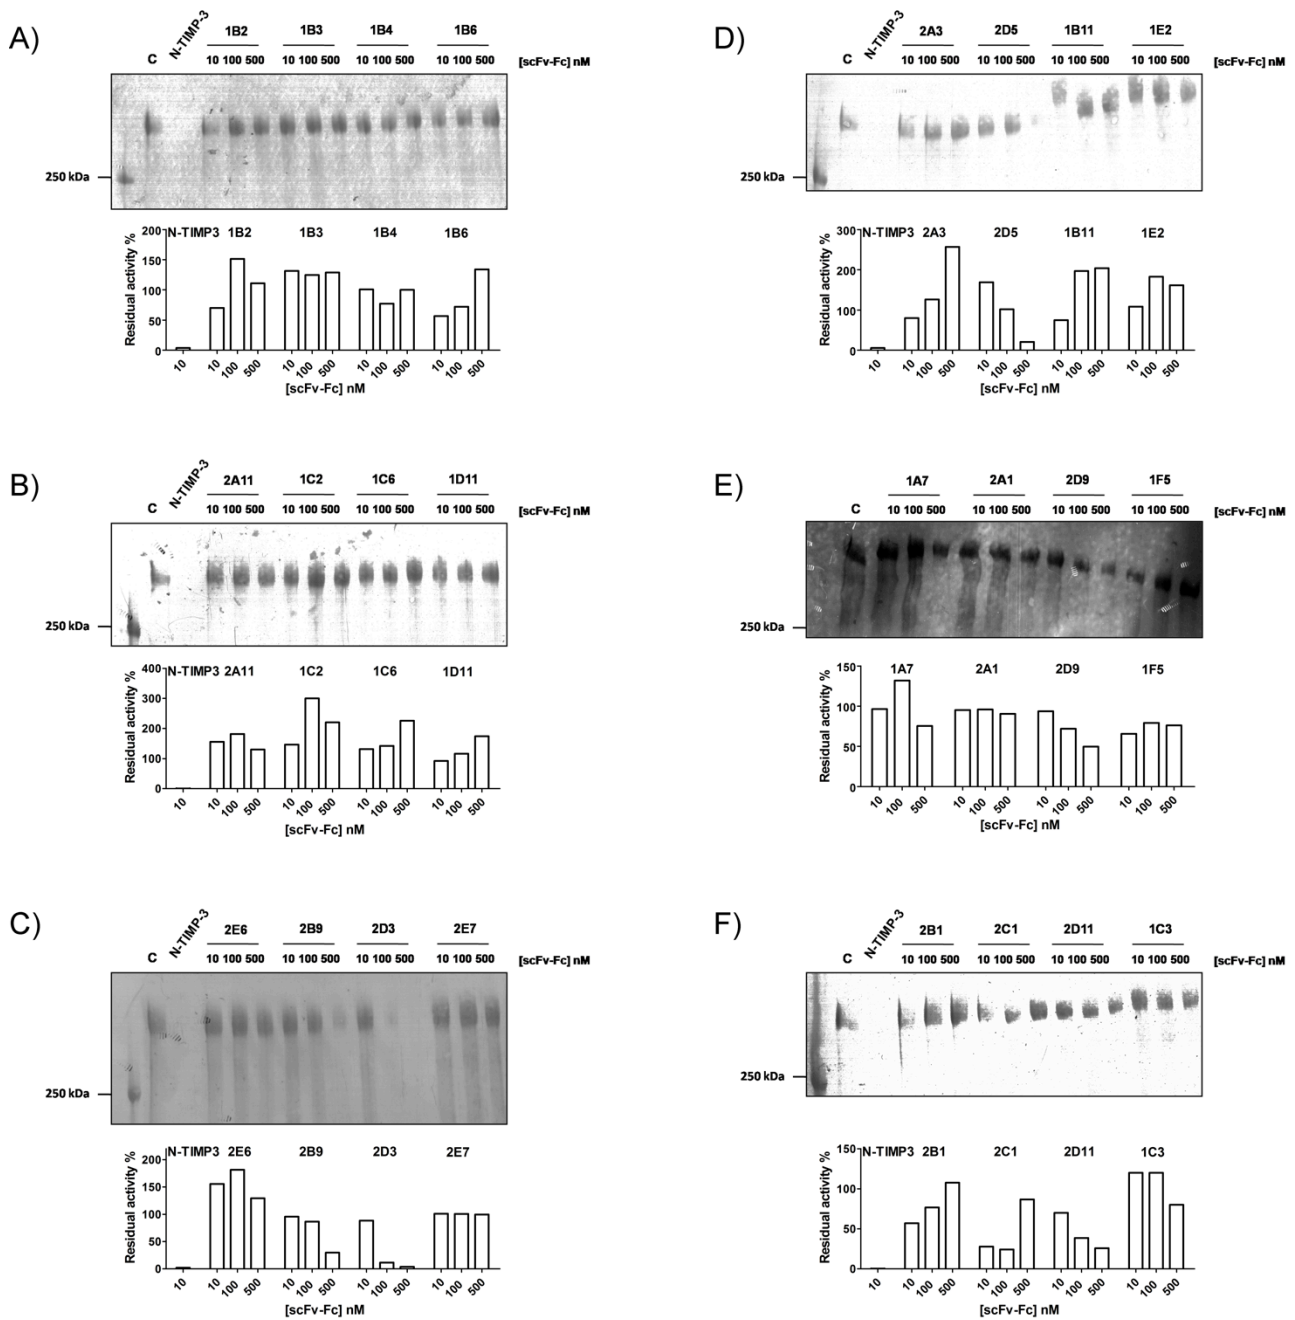 A)
N-TIMP-3
1B2 1B3 1B4 1B6
C 10 100 500 10 100 500 10 100 500 10 100 500 [scFv-Fc] nM
250 kDa
N-TIMP3 1B2 1B3 1B4 1B6
Residual activity %
200
150
100
50
0
10 10 100 500 10 100 500 10 100 500 10 100 500
[scFv-Fc] nM
B)
N-TIMP-3
2A11 1C2 1C6 1D11
C 10 100 500 10 100 500 10 100 500 10 100 500 [scFv-Fc] nM
250 kDa
N-TIMP3 2A11 1C2 1C6 1D11
Residual activity %
400
300
200
100
0
10 10 100 500 10 100 500 10 100 500 10 100 500
[scFv-Fc] nM
C)
N-TIMP-3
2E6 2B9 2D3 2E7
C 10 100 500 10 100 500 10 100 500 10 100 500 [scFv-Fc] nM
250 kDa
N-TIMP3 2E6 2B9 2D3 2E7
Residual activity %
200
150
100
50
0
10 10 100 500 10 100 500 10 100 500 10 100 500
[scFv-Fc] nM
D)
N-TIMP-3
2A3 2D5 1B11 1E2
C 10 100 500 10 100 500 10 100 500 10 100 500 [scFv-Fc] nM
250 kDa
N-TIMP3 2A3 2D5 1B11 1E2
Residual activity %
300
200
100
0
10 10 100 500 10 100 500 10 100 500 10 100 500
[scFv-Fc] nM
E)
1A7 2A1 2D9 1F5
C 10 100 500 10 100 500 10 100 500 10 100 500 [scFv-Fc] nM
250 kDa
1A7 2A1 2D9 1F5
Residual activity %
150
100
50
0
10 100 500 10 100 500 10 100 500 10 100 500
[scFv-Fc] nM
F)
N-TIMP-3
2B1 2C1 2D11 1C3
C 10 100 500 10 100 500 10 100 500 10 100 500 [scFv-Fc] nM
250 kDa
N-TIMP3 2B1 2C1 2D11 1C3
Residual activity %
150
100
50
0
10 10 100 500 10 100 500 10 100 500 10 100 500
[scFv-Fc] nM